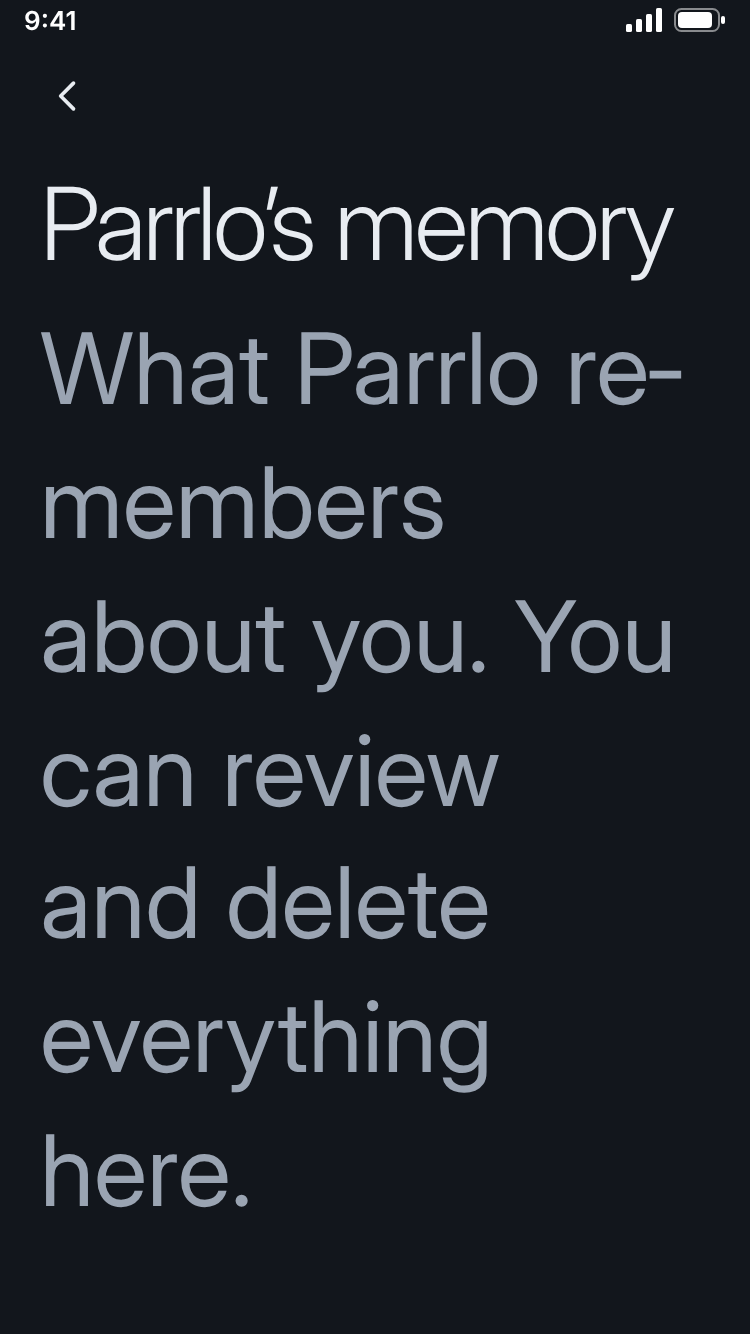 9:41
Parrlo’s memory
What Parrlo re-
members
about you. You
can review
and delete
everything
here.